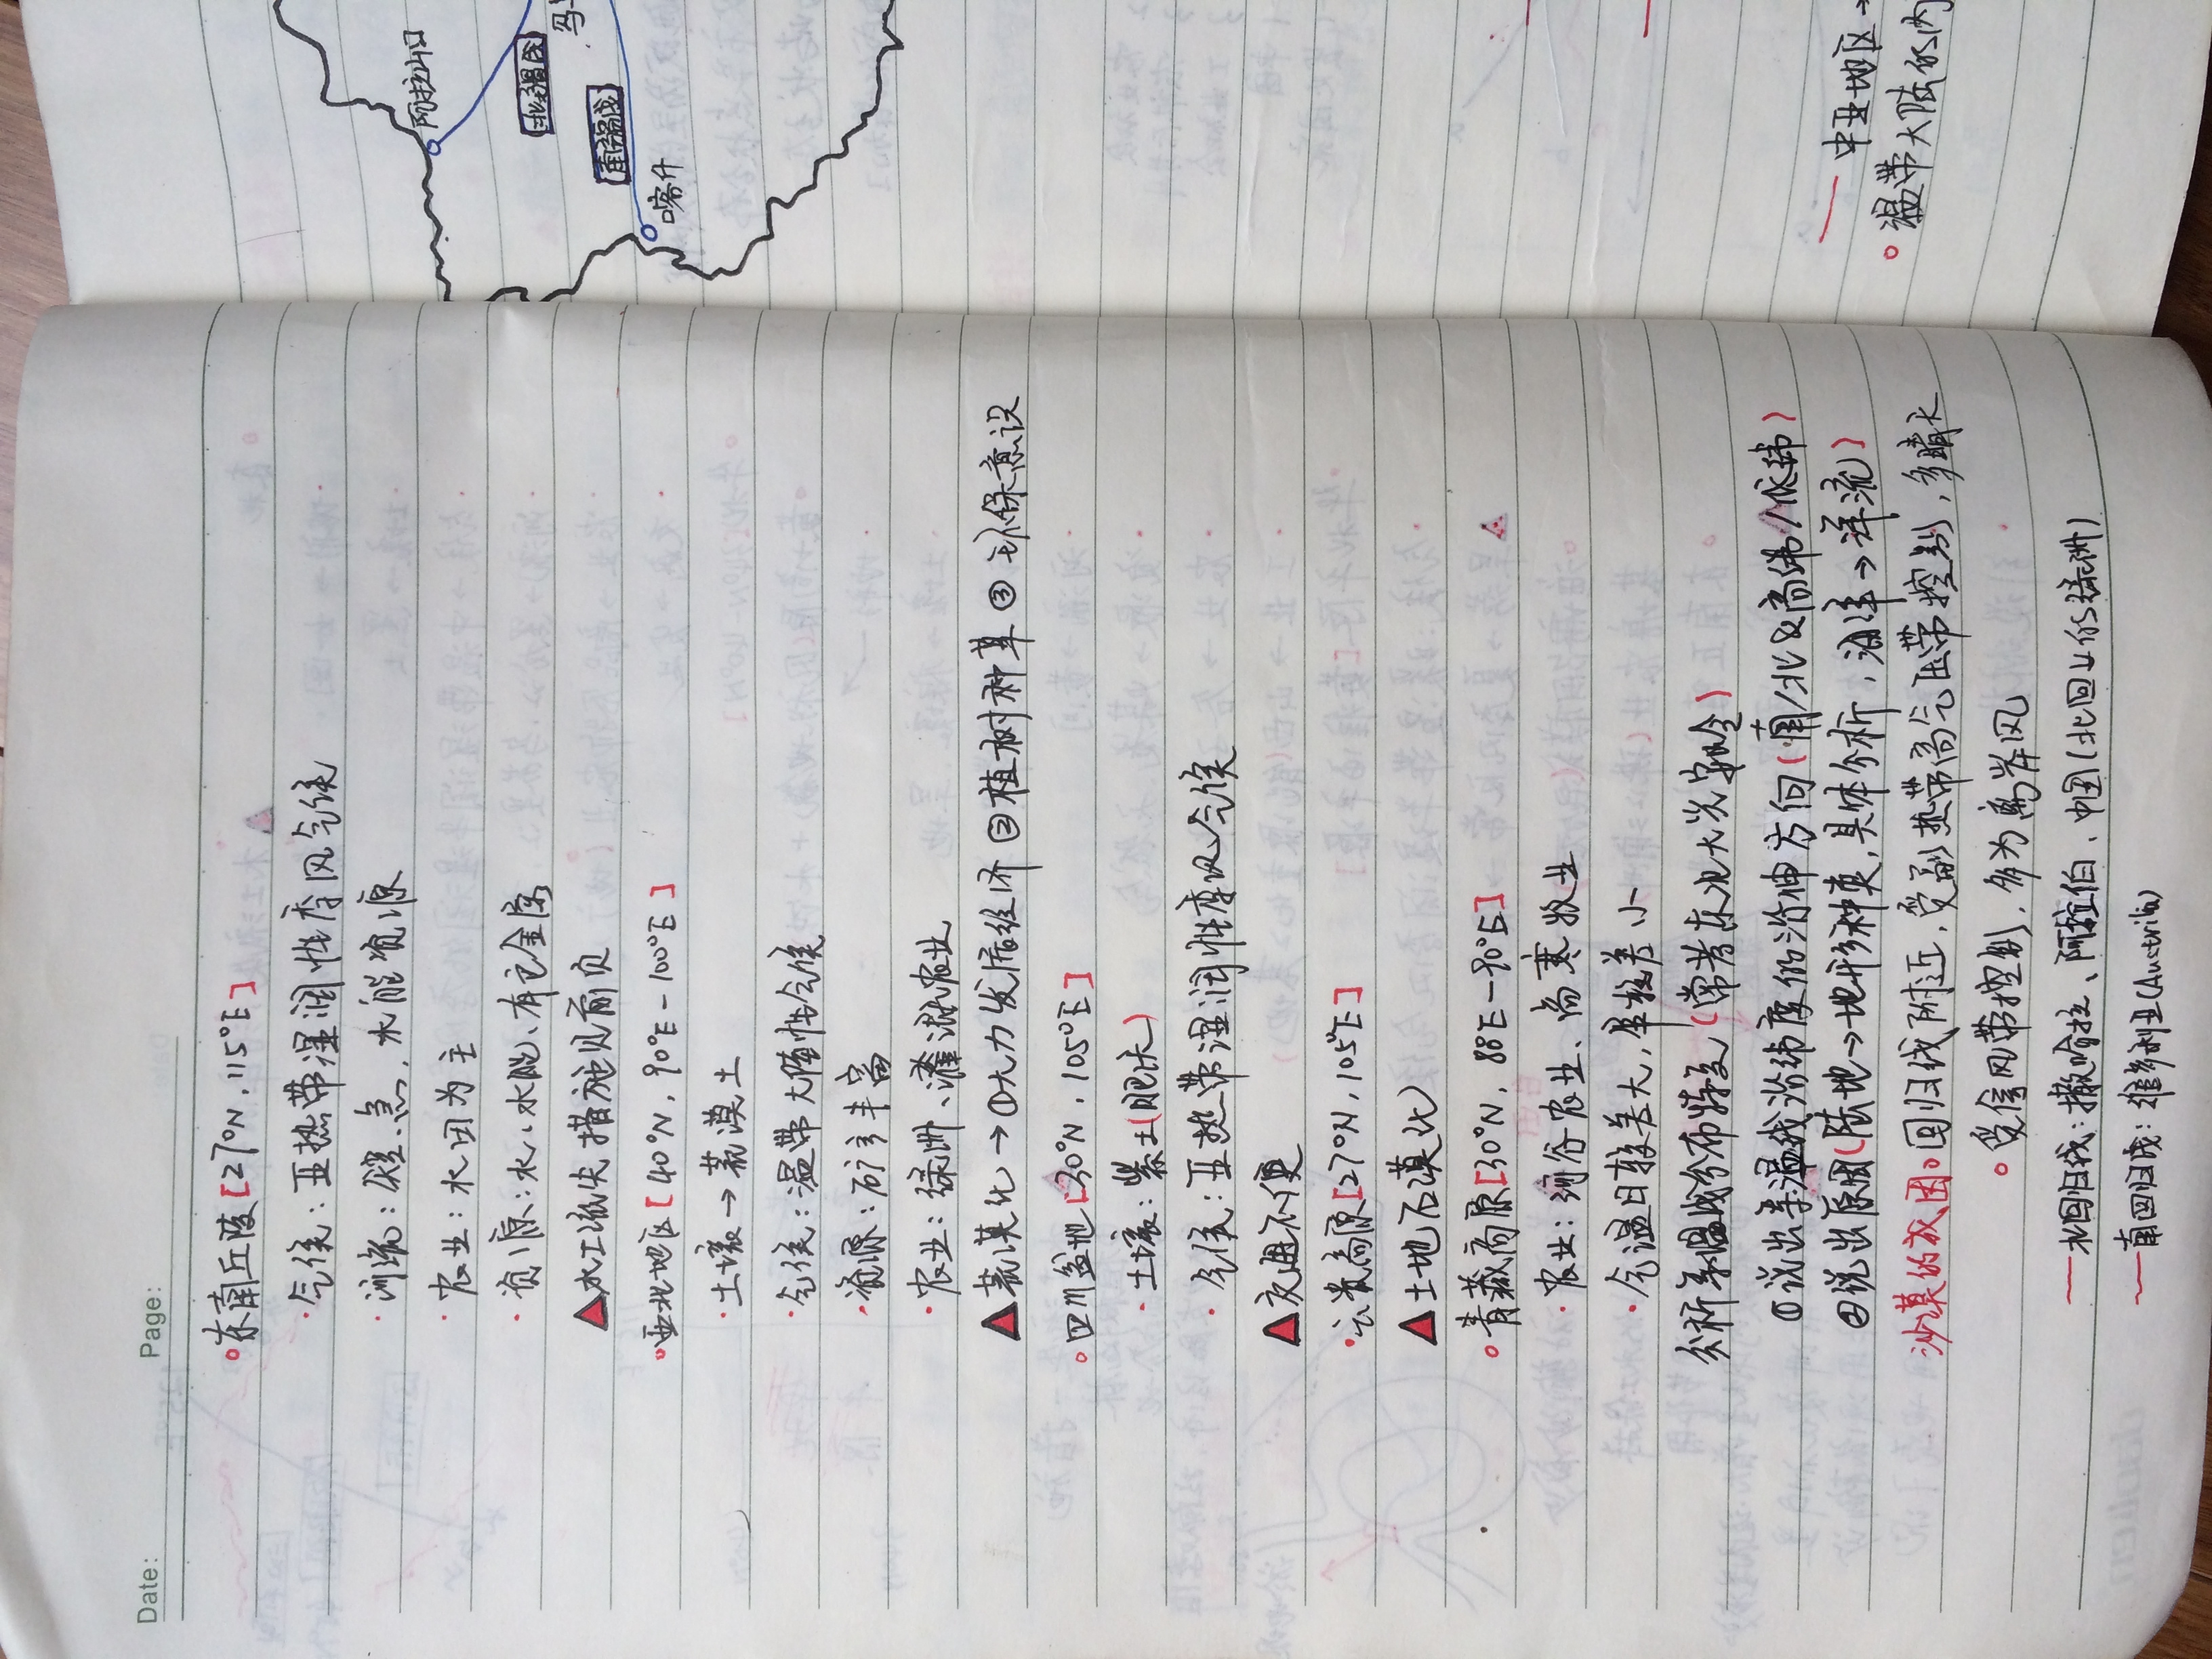 Date: Page:
东南丘陵[27°N,115°E]
·气候:亚热带湿润性季风气候
·河流:短、急,水能资源
·农业:水田为主
·资源:水、水能、有色金属
▲水土流失措施见前页
西北地区[40°N,90°E-100°E]
·土壤→荒漠土
·气候:温带大陆性气候
·资源:矿产丰富
·农业:绿洲、灌溉农业
▲荒漠化→①大力发展经济②植树种草③环保意识
四川盆地[30°N,105°E]
·土壤:紫土(肥沃)
·气候:亚热带湿润性季风气候
▲交通不便
·云贵高原[27°N,105°E]
▲土地石漠化
青藏高原[30°N,88E-90°E]
·农业:河谷农业、高寒牧业
·气温日较差大,年较差小
分析等温线分布特点(常考东北大兴安岭)
①说出等温线沿纬度的沿伸方向(南/北&高纬/低纬)
②说出原因(陆地→地形种类,具体分析,海洋→洋流)
沙漠的成因。回归线附近,受副热带高气压带控制,多晴天
受信风带控制,多为离岸风
—北回归线:撒哈拉、阿拉伯、中国(北回上的绿洲)
—南回归线:维多利亚(Austrilia)
阿拉山口
北疆线
南疆线
喀什
中亚地区→
温带大陆的内